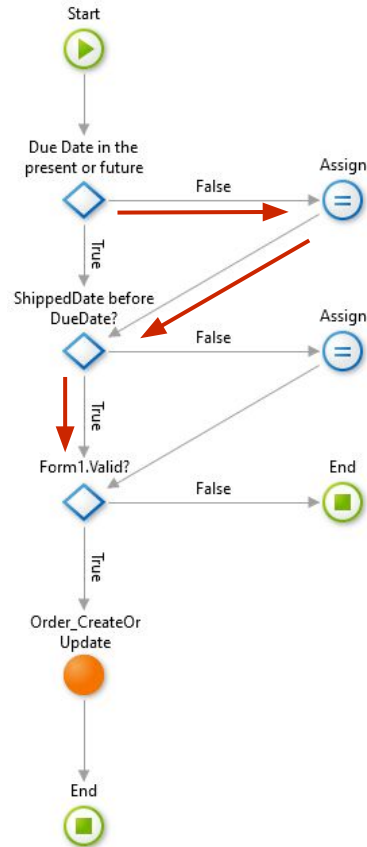 Start
Due Date in the
present or future
False
Assign
True
ShippedDate before
DueDate?
False
Assign
True
Form1.Valid?
False
End
True
Order_CreateOr
Update
End